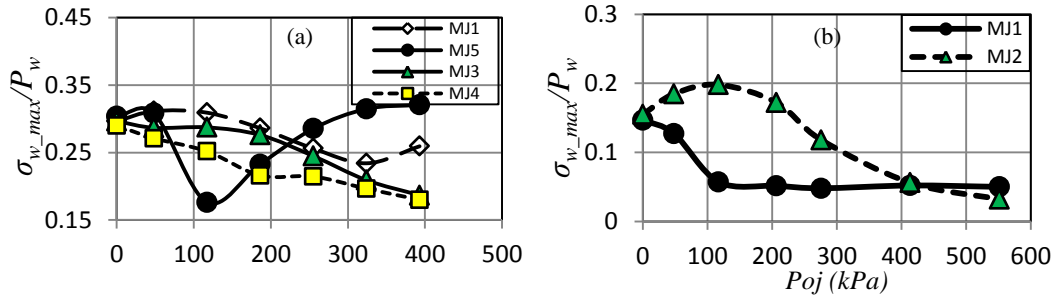 (a)
MJ1
MJ5
MJ3
MJ4
σw_max/Pw
0.45
0.35
0.25
0.15
0 100 200 300 400 500
(b)
MJ1
MJ2
σw_max/Pw
0.3
0.2
0.1
0
0 100 200 300 400 500 600
Poj (kPa)